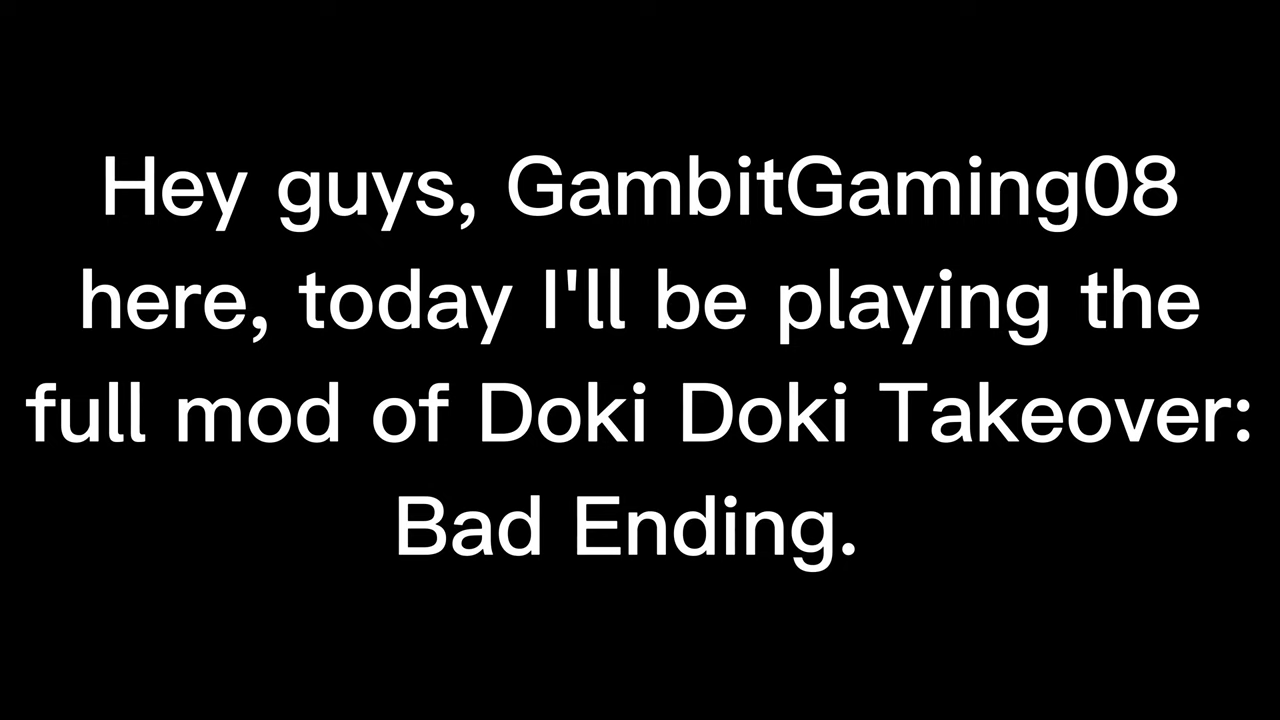 Hey guys, GambitGaming08
here, today I'll be playing the
full mod of Doki Doki Takeover:
Bad Ending.